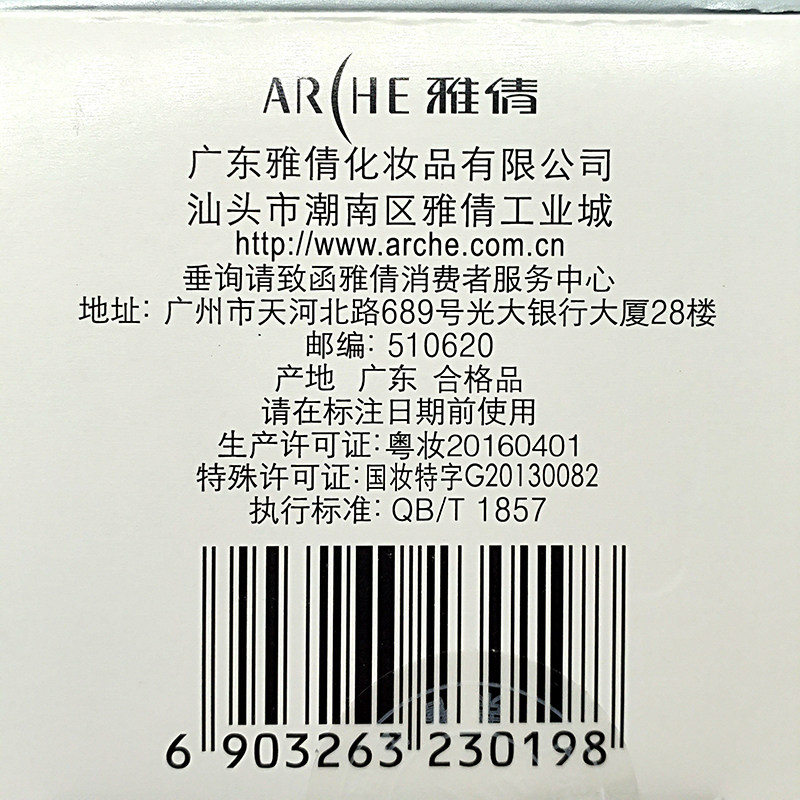 ARCHE 雅倩
广东雅倩化妆品有限公司
汕头市潮南区雅倩工业城
http://www.arche.com.cn
垂询请致函雅倩消费者服务中心
地址: 广州市天河北路689号光大银行大厦28楼
邮编: 510620
产地 广东 合格品
请在标注日期前使用
生产许可证: 粤妆20160401
特殊许可证: 国妆特字G20130082
执行标准: QB/T 1857
6 903263 230198